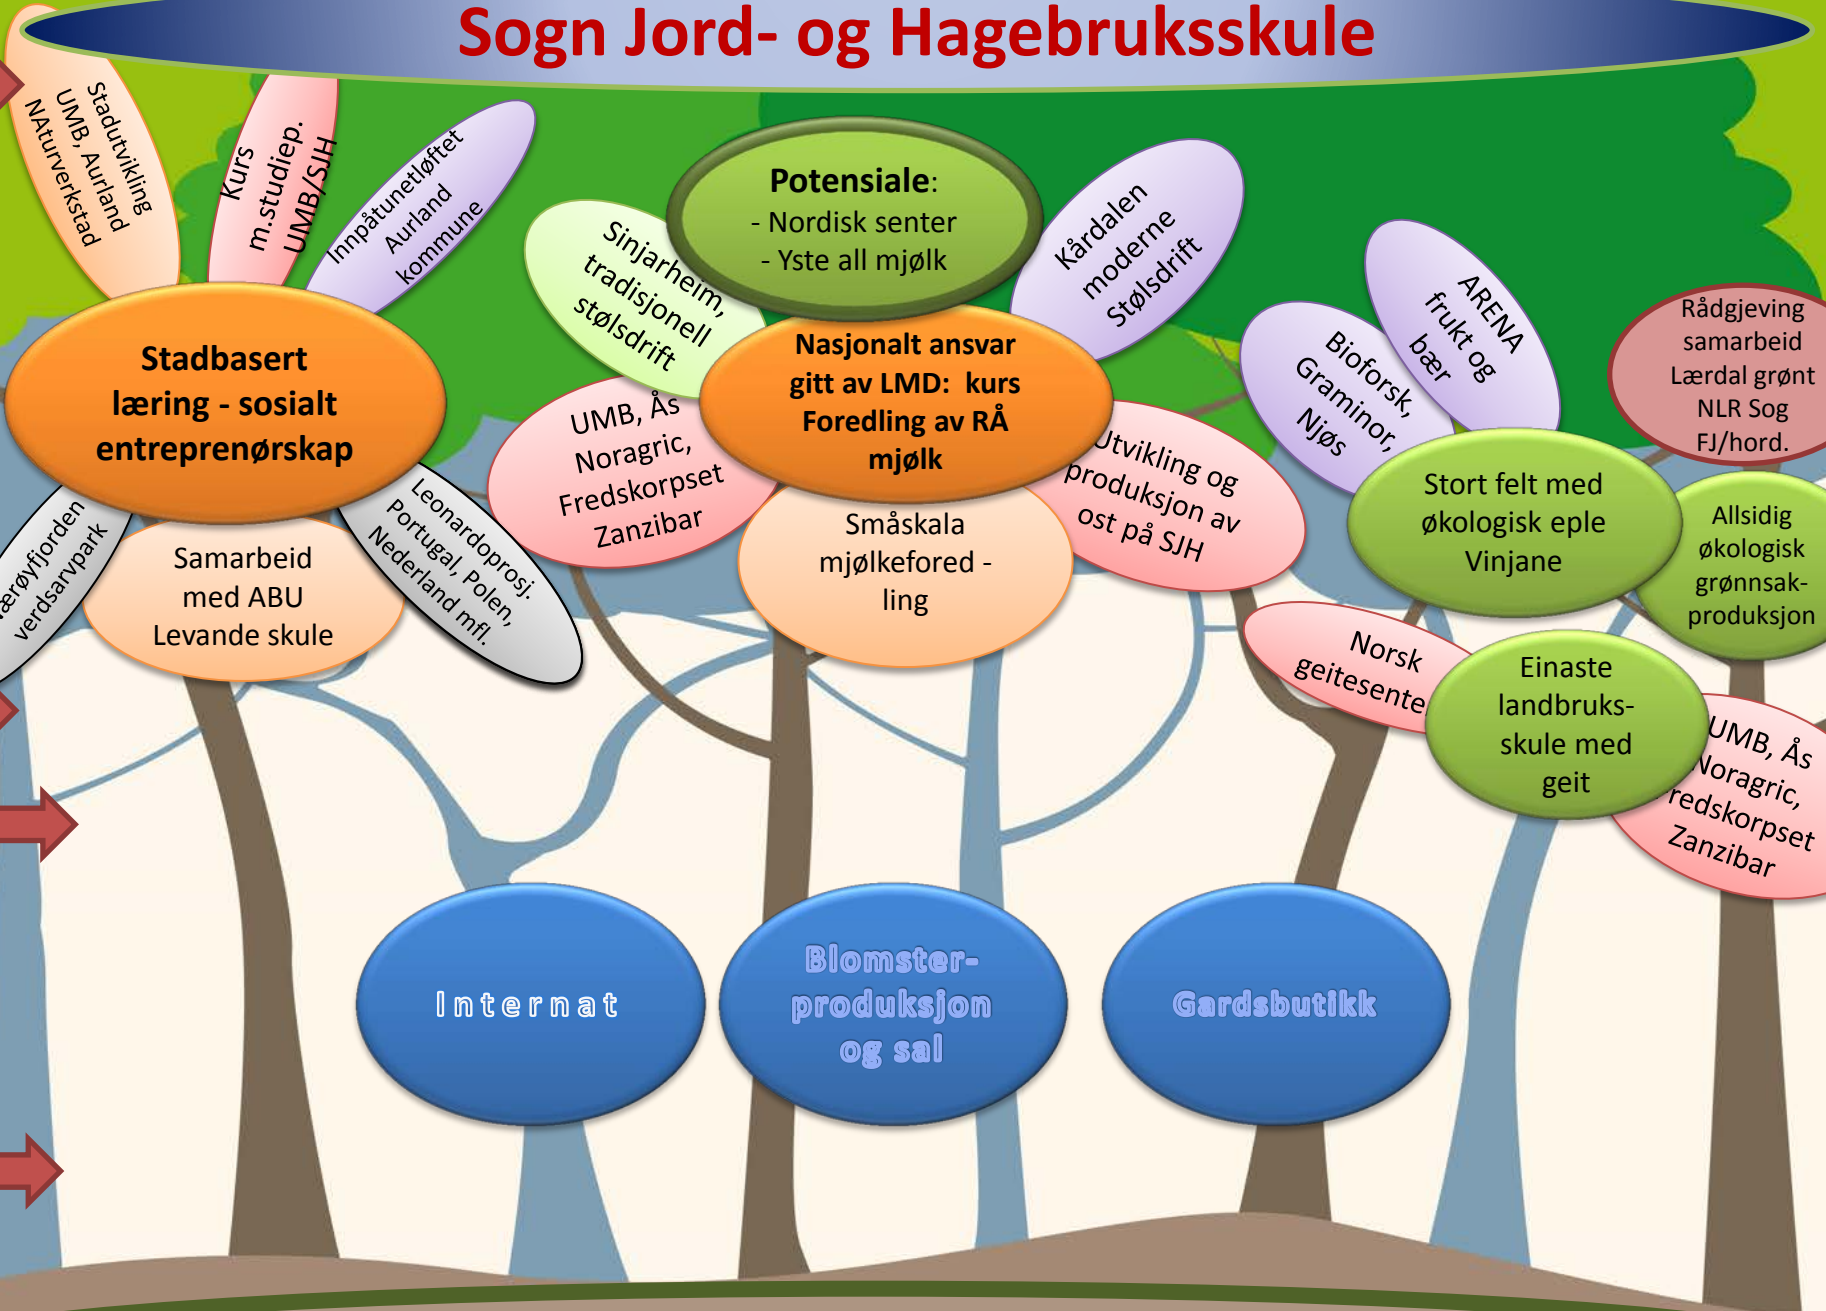 Sogn Jord- og Hagebruksskule
Stadutvikling
UMB, Aurland
NAturverkstad
Kurs
m.studiep.
UMB/SJH
Innpåtunetløftet
Aurland
kommune
Stadbasert
læring - sosialt
entreprenørskap
verdsarvpark
Samarbeid
med ABU
Levande skule
Leonardoprosj.
Portugal, Polen,
Nederland mfl.
Potensiale:
- Nordisk senter
- Yste all mjølk
Sinjarheim,
tradisjonell
stølsdrift
Kårdalen
moderne
Stølsdrift
Nasjonalt ansvar
gitt av LMD: kurs
Foredling av RÅ
mjølk
UMB, Ås
Noragric,
Fredskorpset
Zanzibar
Utvikling og
produksjon av
ost på SJH
Småskala
mjølkefored -
ling
ARENA
frukt og
bær
Bioforsk,
Graminor,
Njøs
Rådgjeving
samarbeid
Lærdal grønt
NLR Sog
FJ/hord.
Stort felt med
økologisk eple
Vinjane
Allsidig
økologisk
grønnsak-
produksjon
Norsk
geitesente
Einaste
landbruks-
skule med
geit
UMB, Ås
Noragric,
redskorpset
Zanzibar
Internat
Blomster-
produksjon
og sal
Gardsbutikk